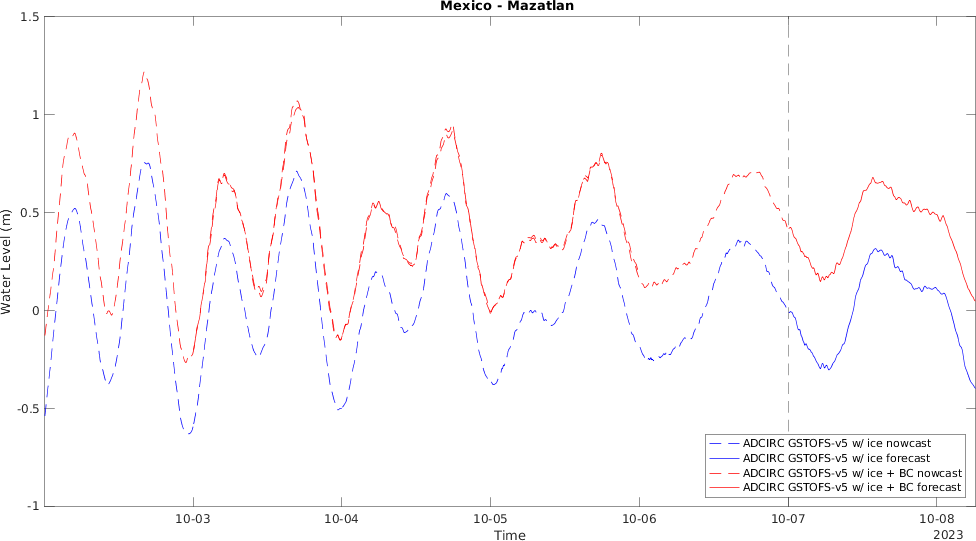 Mexico - Mazatlan
1.5
1
0.5
0
-0.5
-1
Water Level (m)
ADCIRC GSTOFS-v5 w/ ice nowcast
ADCIRC GSTOFS-v5 w/ ice forecast
ADCIRC GSTOFS-v5 w/ ice + BC nowcast
ADCIRC GSTOFS-v5 w/ ice + BC forecast
10-03 10-04 10-05 10-06 10-07 10-08
Time
2023